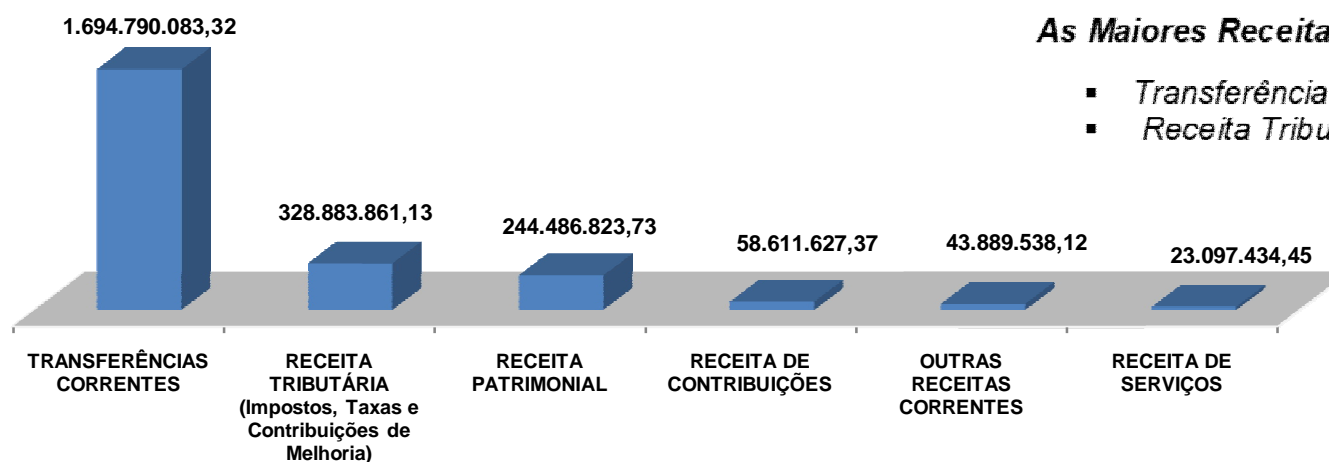 1.694.790.083,32
As Maiores Receita
▪ Transferência
▪ Receita Tribu
328.883.861,13
244.486.823,73
58.611.627,37
43.889.538,12
23.097.434,45
TRANSFERÊNCIAS
CORRENTES
RECEITA
TRIBUTÁRIA
(Impostos, Taxas e
Contribuições de
Melhoria)
RECEITA
PATRIMONIAL
RECEITA DE
CONTRIBUIÇÕES
OUTRAS
RECEITAS
CORRENTES
RECEITA DE
SERVIÇOS